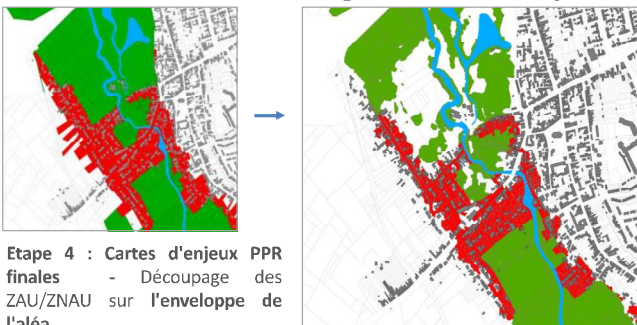 Etape 4 : Cartes d'enjeux PPR
finales - Découpage des
ZAU/ZNAU sur l'enveloppe de
l'aléa